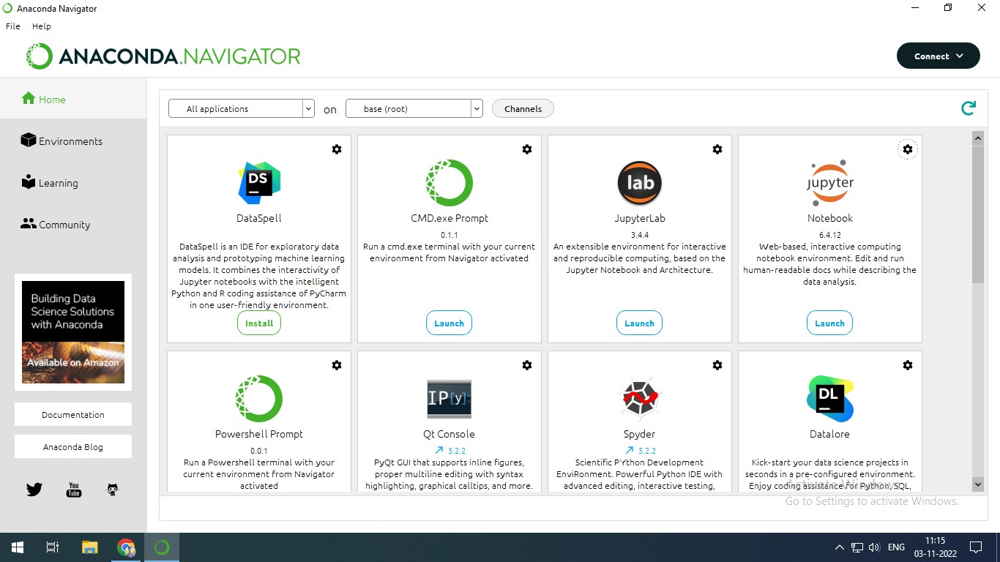 Anaconda Navigator
File Help
ANACONDA.NAVIGATOR
Connect
Home
Environments
Learning
Community
Building Data
Science Solutions
with Anaconda
Available on Amazon
Documentation
Anaconda Blog
You
Tube
All applications on base (root) Channels
DS
DataSpell
DataSpell is an IDE for exploratory data
analysis and prototyping machine learning
models. It combines the interactivity of
Jupyter notebooks with the intelligent
Python and R coding assistance of PyCharm
in one user-friendly environment.
Install
CMD.exe Prompt
0.1.1
Run a cmd.exe terminal with your current
environment from Navigator activated
Launch
lab
JupyterLab
3.4.4
An extensible environment for interactive
and reproducible computing, based on the
Jupyter Notebook and Architecture.
Launch
jupyter
Notebook
6.4.12
Web-based, interactive computing
notebook environment. Edit and run
human-readable docs while describing the
data analysis.
Launch
Powershell Prompt
0.0.1
Run a Powershell terminal with your
current environment from Navigator
activated
IP[y]:
Qt Console
5.2.2
PyQt GUI that supports inline figures,
proper multiline editing with syntax
highlighting, graphical calltips, and more.
Spyder
5.2.2
Scientific PYthon Development
EnviRonment. Powerful Python IDE with
advanced editing, interactive testing,
DL
Datalore
Kick-start your data science projects in
seconds in a pre-configured environment.
Enjoy coding assistance for Python, SQL,
Activate Windows
Go to Settings to activate Windows.
ENG
11:15
03-11-2022